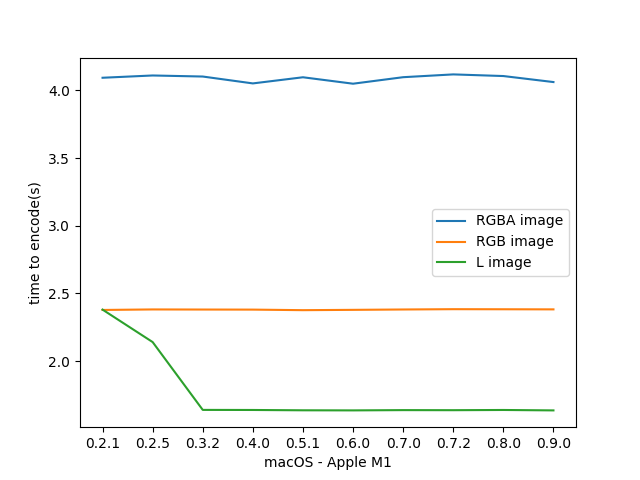 4.0
3.5
3.0
2.5
2.0
time to encode(s)
RGBA image
RGB image
L image
0.2.1 0.2.5 0.3.2 0.4.0 0.5.1 0.6.0 0.7.0 0.7.2 0.8.0 0.9.0
macOS - Apple M1